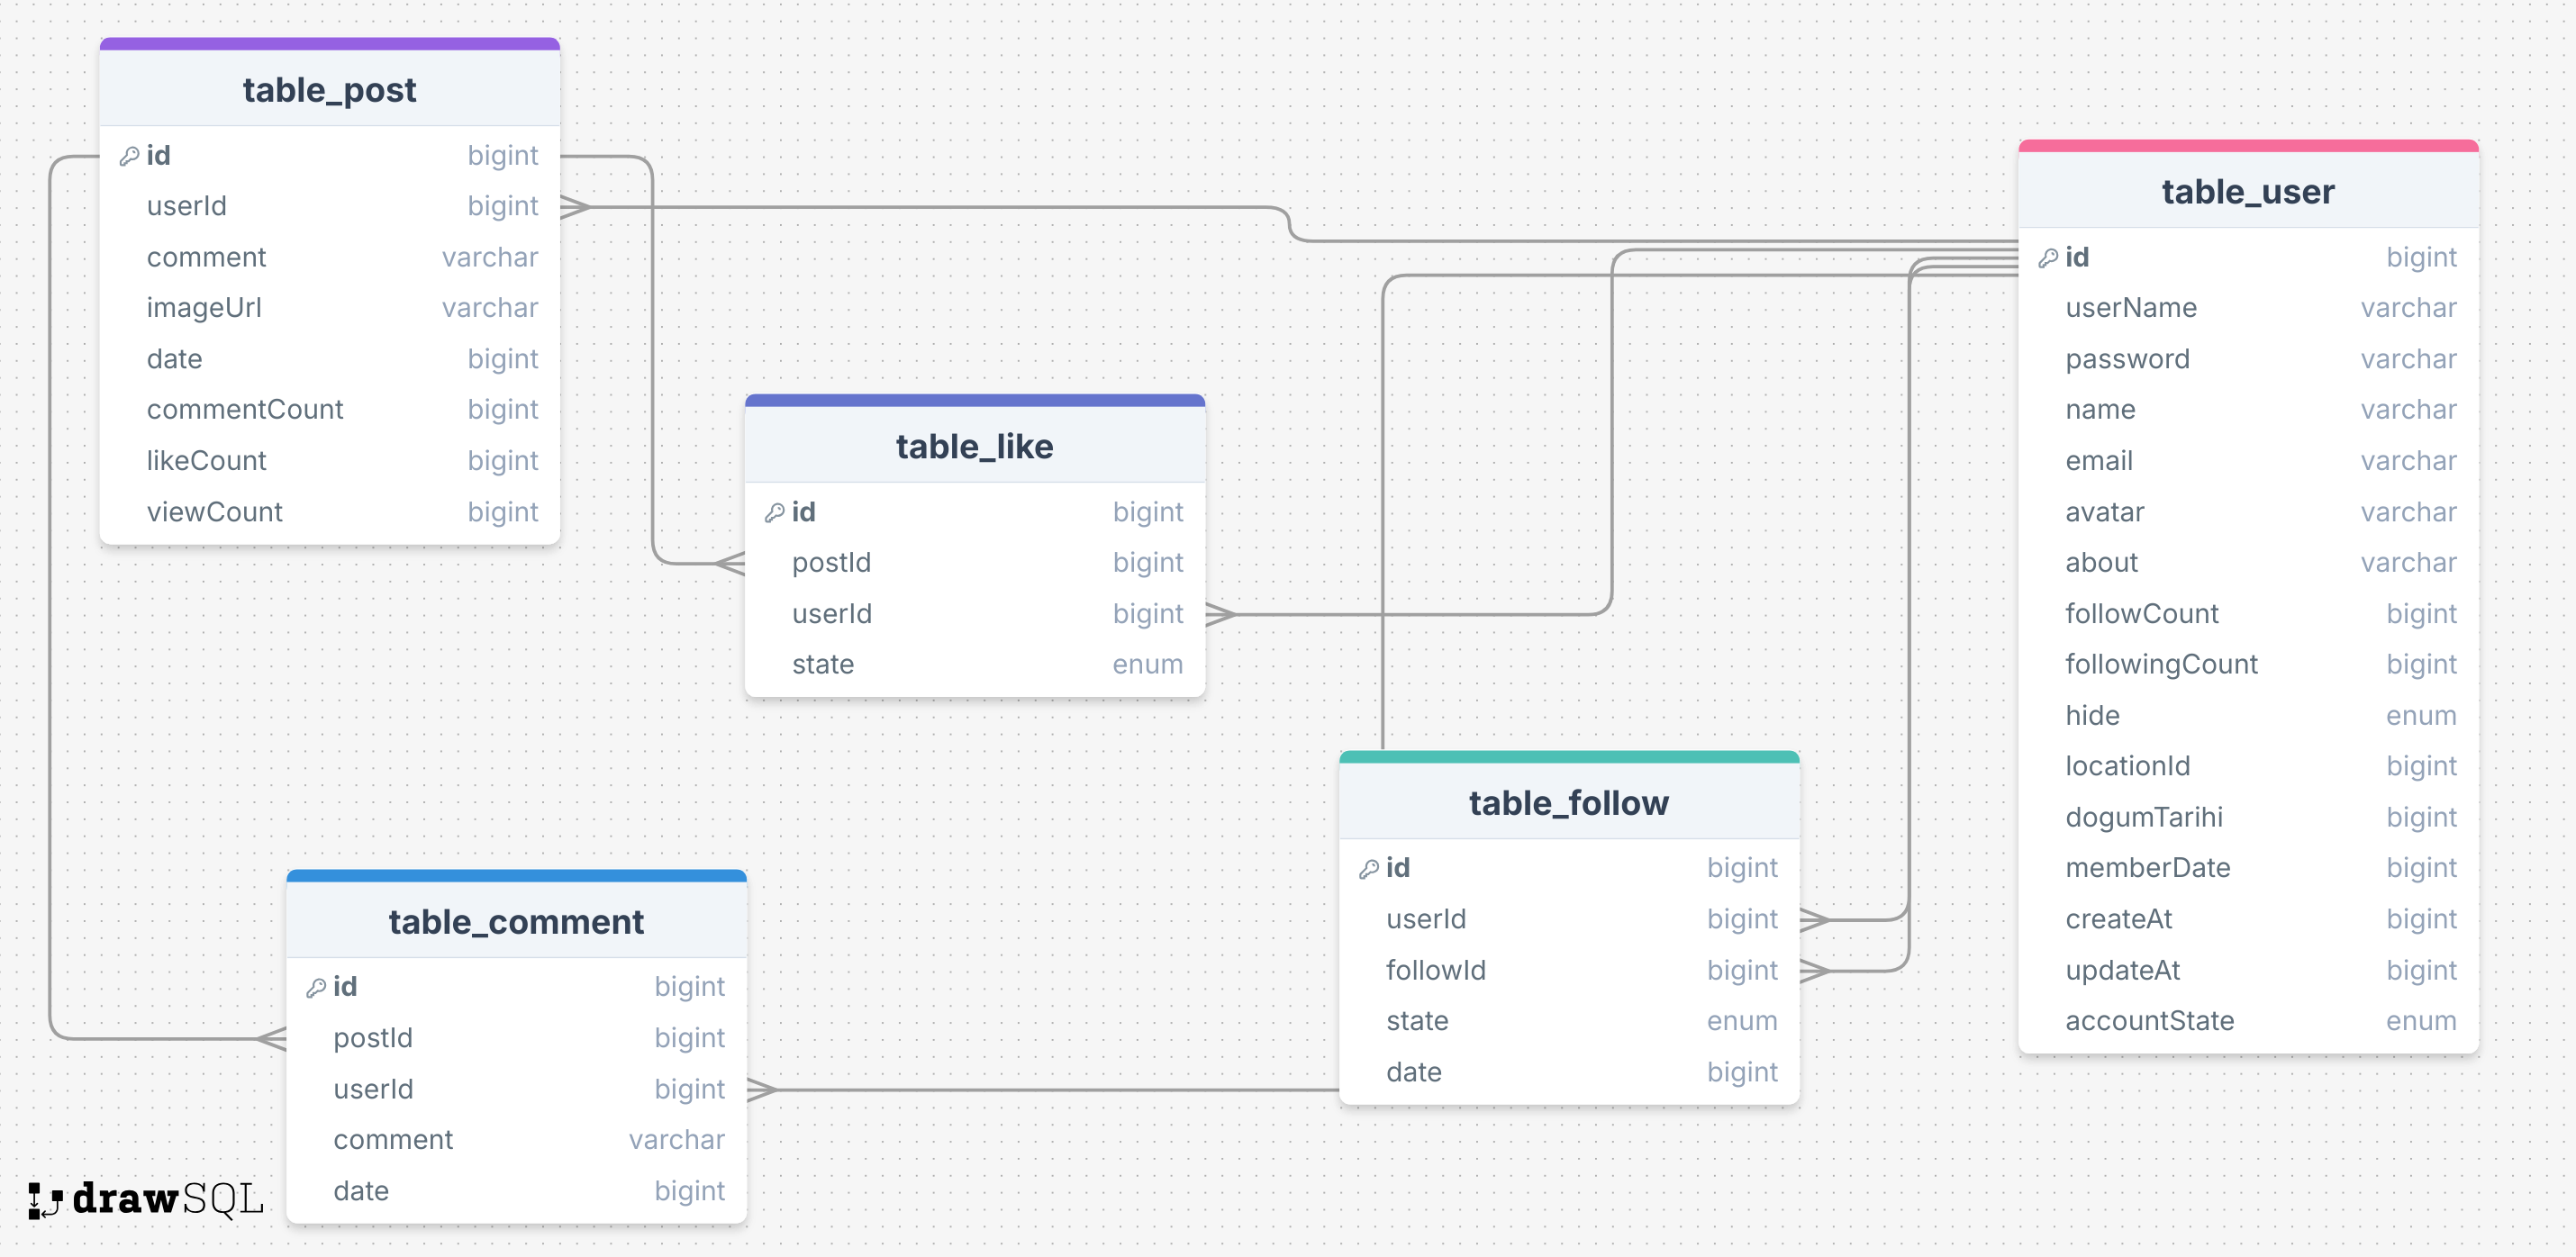 table_post
id bigint
userId bigint
comment varchar
imageUrl varchar
date bigint
commentCount bigint
likeCount bigint
viewCount bigint
table_user
id bigint
userName varchar
password varchar
name varchar
email varchar
avatar varchar
about varchar
followCount bigint
followingCount bigint
hide enum
locationId bigint
dogumTarihi bigint
memberDate bigint
createAt bigint
updateAt bigint
accountState enum
table_like
id bigint
postId bigint
userId bigint
state enum
table_follow
id bigint
userId bigint
followId bigint
state enum
date bigint
table_comment
id bigint
postId bigint
userId bigint
comment varchar
date bigint
drawSQL